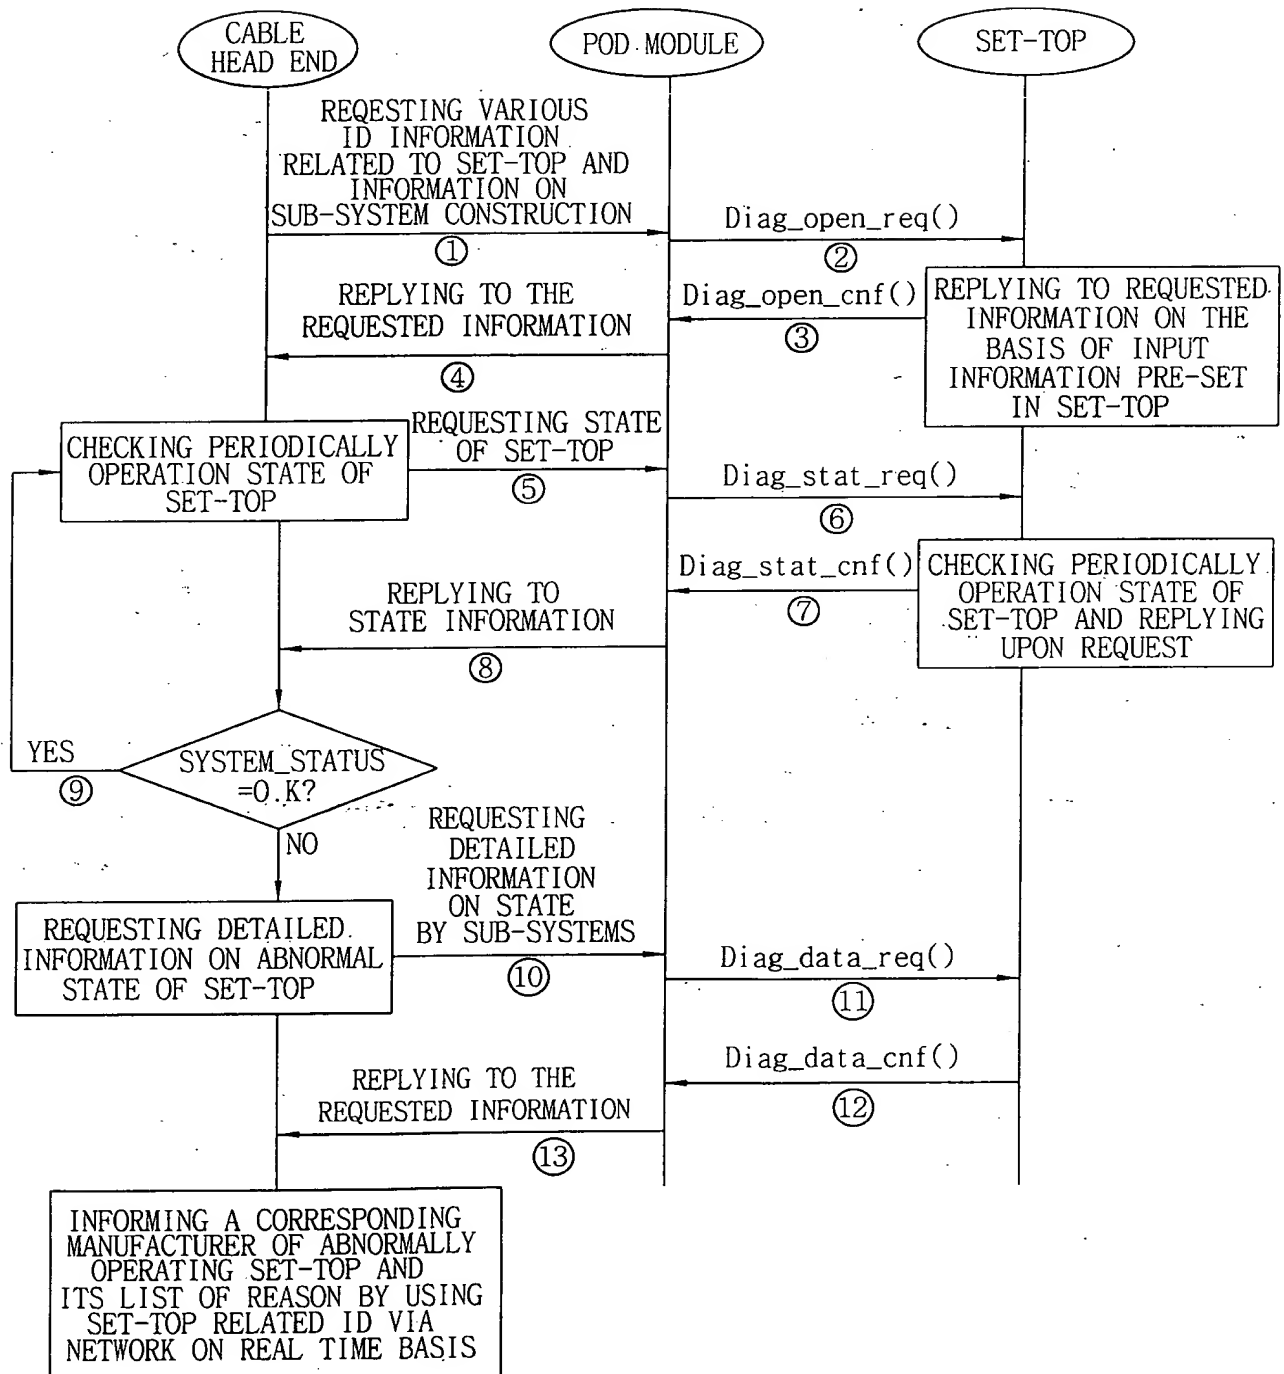 CABLE
HEAD END
POD MODULE
SET-TOP
REQESTING VARIOUS
ID INFORMATION
RELATED TO SET-TOP AND
INFORMATION ON
SUB-SYSTEM CONSTRUCTION
①
Diag_open_req()
②
REPLYING TO THE
REQUESTED INFORMATION
④
Diag_open_cnf()
③
REPLYING TO REQUESTED
INFORMATION ON THE
BASIS OF INPUT
INFORMATION PRE-SET
IN SET-TOP
CHECKING PERIODICALLY
OPERATION STATE OF
SET-TOP
REQUESTING STATE
OF SET-TOP
⑤
Diag_stat_req()
⑥
Diag_stat_cnf()
⑦
CHECKING PERIODICALLY
OPERATION STATE OF
SET-TOP AND REPLYING
UPON REQUEST
REPLYING TO
STATE INFORMATION
⑧
YES
⑨
SYSTEM_STATUS
=O.K?
NO
REQUESTING
DETAILED
INFORMATION
ON STATE
BY SUB-SYSTEMS
⑩
REQUESTING DETAILED
INFORMATION ON ABNORMAL
STATE OF SET-TOP
Diag_data_req()
⑪
Diag_data_cnf()
⑫
REPLYING TO THE
REQUESTED INFORMATION
⑬
INFORMING A CORRESPONDING
MANUFACTURER OF ABNORMALLY
OPERATING SET-TOP AND
ITS LIST OF REASON BY USING
SET-TOP RELATED ID VIA
NETWORK ON REAL TIME BASIS